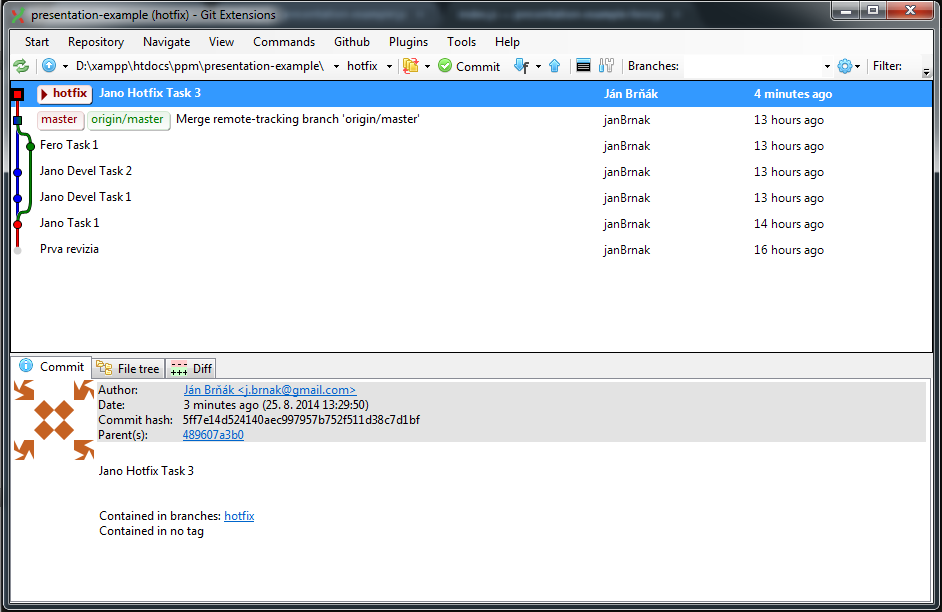 presentation-example (hotfix) - Git Extensions
Start Repository Navigate View Commands Github Plugins Tools Help
D:\xampp\htdocs\ppm\presentation-example\ hotfix Commit Branches: Filter:
hotfix Jano Hotfix Task 3 Ján Brňák 4 minutes ago
master origin/master Merge remote-tracking branch 'origin/master' janBrnak 13 hours ago
Fero Task 1 janBrnak 13 hours ago
Jano Devel Task 2 janBrnak 13 hours ago
Jano Devel Task 1 janBrnak 13 hours ago
Jano Task 1 janBrnak 14 hours ago
Prva revizia janBrnak 16 hours ago
Commit File tree Diff
Author: Ján Brňák <j.brnak@gmail.com>
Date: 3 minutes ago (25. 8. 2014 13:29:50)
Commit hash: 5ff7e14d524140aec997957b752f511d38c7d1bf
Parent(s): 489607a3b0
Jano Hotfix Task 3
Contained in branches: hotfix
Contained in no tag